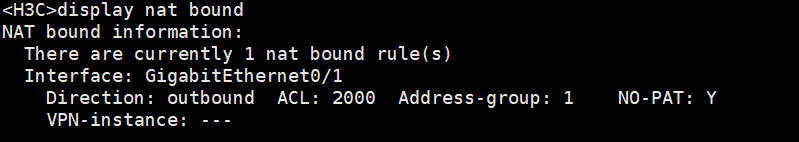 <H3C>display nat bound
NAT bound information:
  There are currently 1 nat bound rule(s)
  Interface: GigabitEthernet0/1
    Direction: outbound  ACL: 2000  Address-group: 1    NO-PAT: Y
    VPN-instance: ---